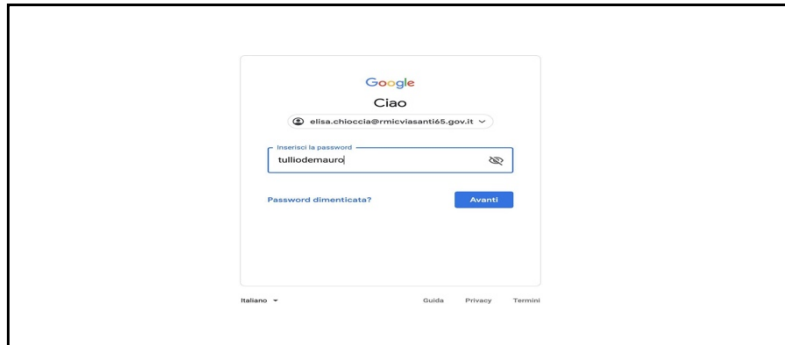 Google
Ciao
elisa.chioccia@rmicviasanti65.gov.it
Inserisci la password
tulliodemauro
Password dimenticata?
Avanti
Italiano
Guida
Privacy
Termini